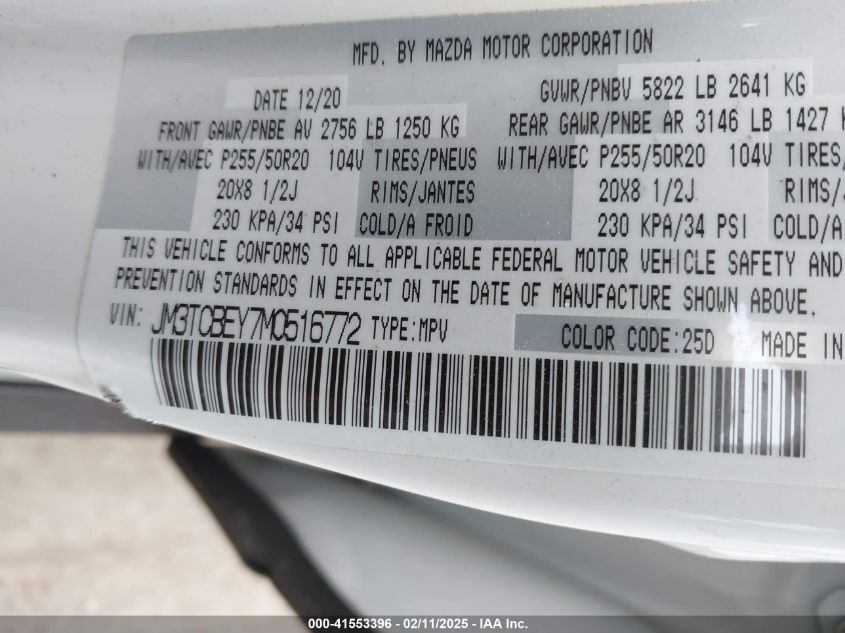 MFD. BY MAZDA MOTOR CORPORATION
DATE 12/20 GVWR/PNBV 5822 LB 2641 KG
FRONT GAWR/PNBE AV 2756 LB 1250 KG REAR GAWR/PNBE AR 3146 LB 1427 K
WITH/AVEC P255/50R20 104V TIRES/PNEUS WITH/AVEC P255/50R20 104V TIRES/
20X8 1/2J RIMS/JANTES 20X8 1/2J RIMS/J
230 KPA/34 PSI COLD/A FROID 230 KPA/34 PSI COLD/A
THIS VEHICLE CONFORMS TO ALL APPLICABLE FEDERAL MOTOR VEHICLE SAFETY AND
PREVENTION STANDARDS IN EFFECT ON THE DATE OF MANUFACTURE SHOWN ABOVE.
VIN: JM3TCBEY7M0516772 TYPE:MPV COLOR CODE:25D MADE IN
000-41553396 - 02/11/2025 - IAA Inc.